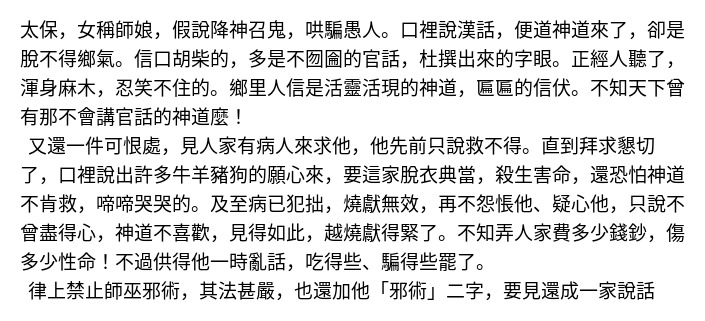 太保，女稱師娘，假說降神召鬼，哄騙愚人。口裡說漢話，便道神道來了，卻是
脫不得鄉氣。信口胡柴的，多是不囫圇的官話，杜撰出來的字眼。正經人聽了，
渾身麻木，忍笑不住的。鄉里人信是活靈活現的神道，匾匾的信伏。不知天下曾
有那不會講官話的神道麼！
又還一件可恨處，見人家有病人來求他，他先前只說救不得。直到拜求懇切
了，口裡說出許多牛羊豬狗的願心來，要這家脫衣典當，殺生害命，還恐怕神道
不肯救，啼啼哭哭的。及至病已犯拙，燒獻無效，再不怨悵他、疑心他，只說不
曾盡得心，神道不喜歡，見得如此，越燒獻得緊了。不知弄人家費多少錢鈔，傷
多少性命！不過供得他一時亂話，吃得些、騙得些罷了。
律上禁止師巫邪術，其法甚嚴，也還加他「邪術」二字，要見還成一家說話